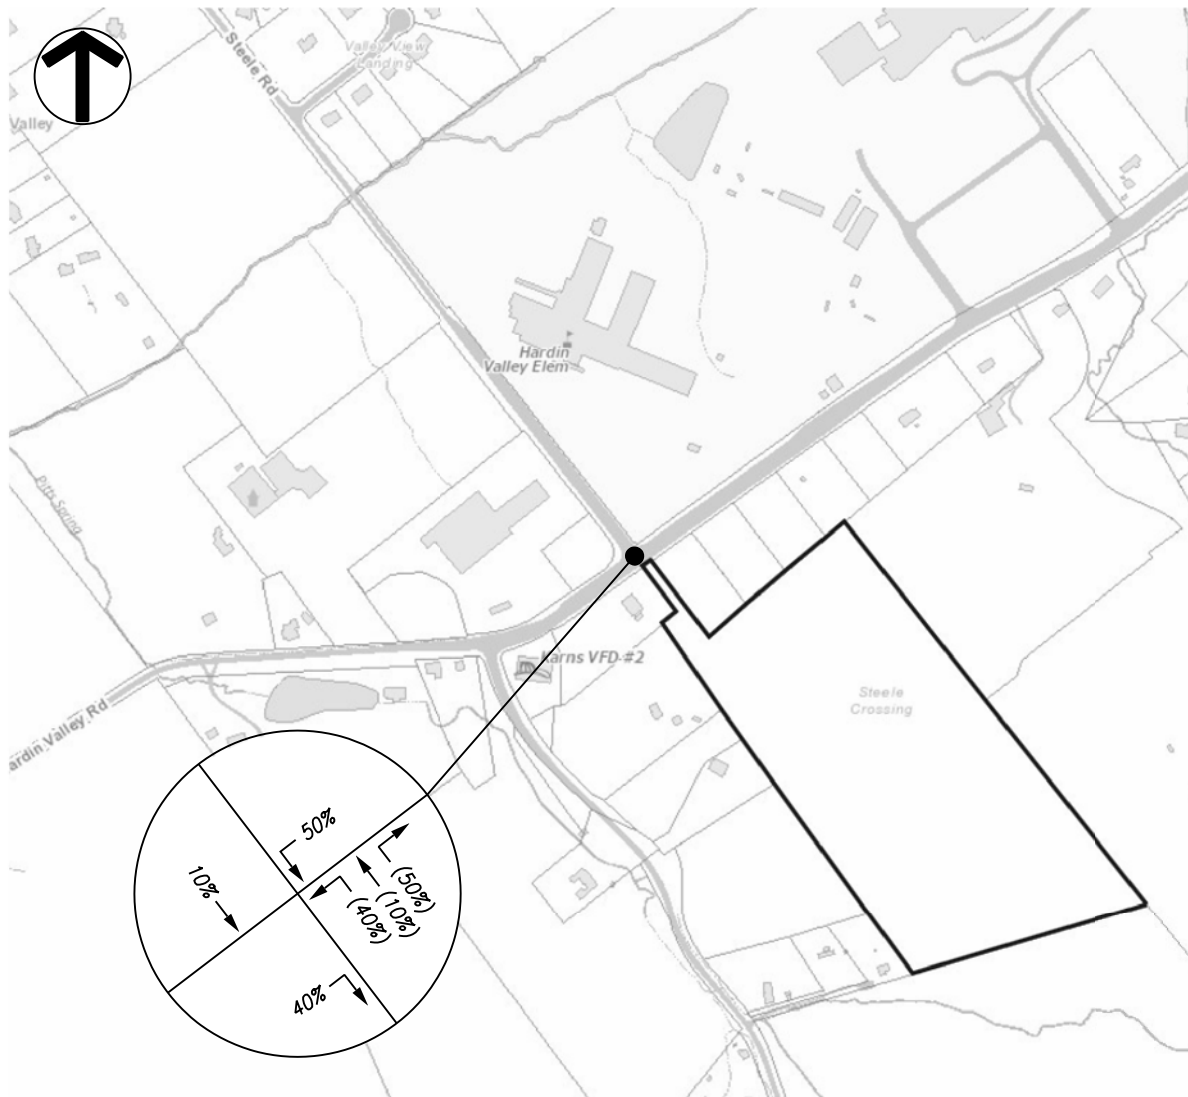 Steele Rd
Valley View
Landing
Valley
Hardin
Valley Elem
Pitts Spring
Karns VFD #2
Steele
Crossing
ardin Valley Rd
50%
10%
(50%)
(10%)
(40%)
40%